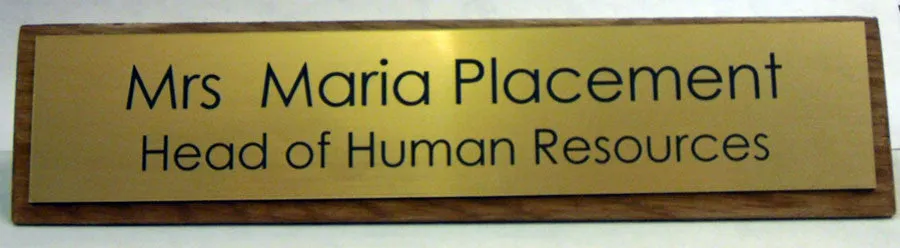 Mrs Maria Placement
Head of Human Resources